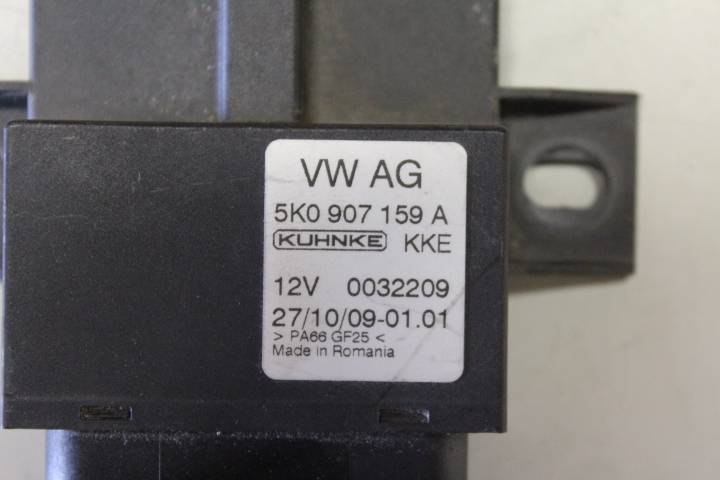 VW AG
5K0 907 159 A
KUHNKE KKE
12V 0032209
27/10/09-01.01
> PA66 GF25 <
Made in Romania